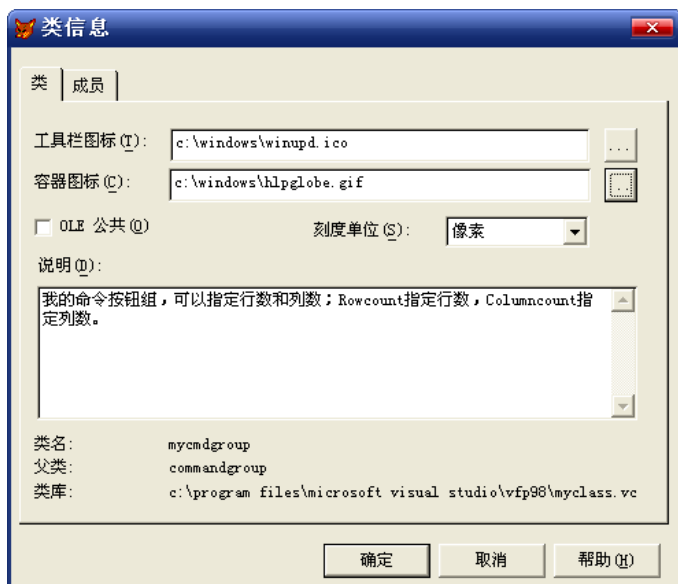 类信息
类 成员
工具栏图标(T): c:\windows\winupd.ico ...
容器图标(C): c:\windows\hlpglobe.gif ...
OLE 公共(O) 刻度单位(S): 像素
说明(D):
我的命令按钮组，可以指定行数和列数；Rowcount指定行数，Columncount指
定列数。
类名: mycmdgroup
父类: commandgroup
类库: c:\program files\microsoft visual studio\vfp98\myclass.vc
确定 取消 帮助(H)